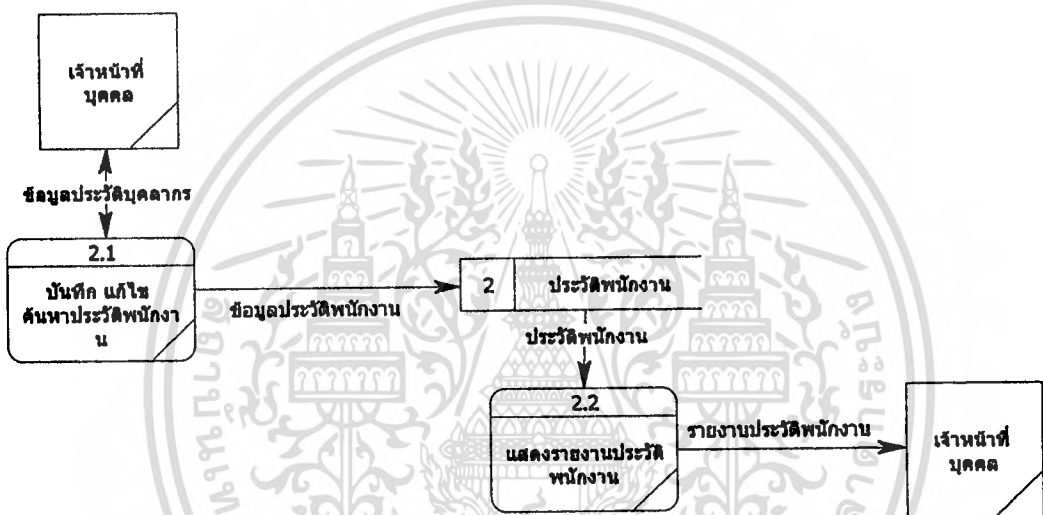 เจ้าหน้าที่
บุคคล
ข้อมูลประวัติบุคลากร
2.1
บันทึก แก้ไข
ค้นหาประวัติพนักงา
น
ข้อมูลประวัติพนักงาน
2
ประวัติพนักงาน
ประวัติพนักงาน
2.2
แสดงรายงานประวัติ
พนักงาน
รายงานประวัติพนักงาน
เจ้าหน้าที่
บุคคล